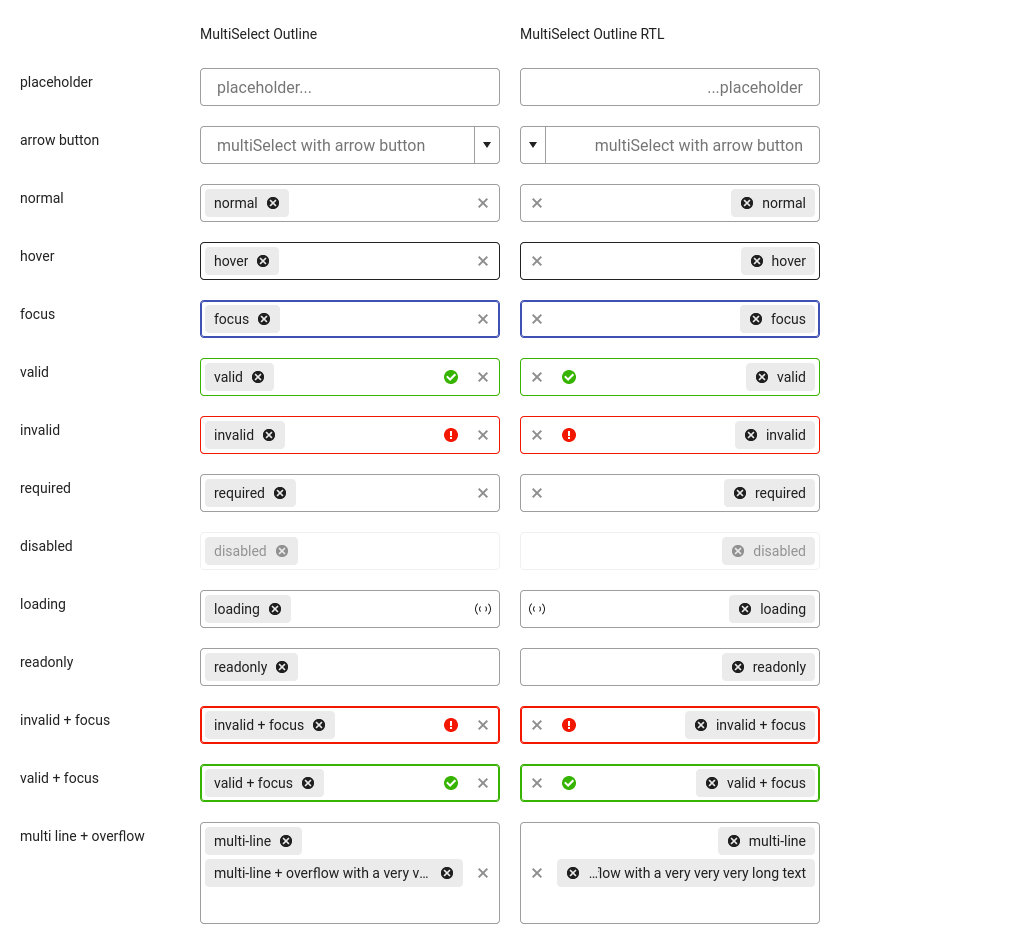 MultiSelect Outline MultiSelect Outline RTL
placeholder placeholder... ...placeholder
arrow button multiSelect with arrow button multiSelect with arrow button
normal normal normal
hover hover hover
focus focus focus
valid valid valid
invalid invalid invalid
required required required
disabled disabled disabled
loading loading loading
readonly readonly readonly
invalid + focus invalid + focus invalid + focus
valid + focus valid + focus valid + focus
multi line + overflow multi-line multi-line
multi-line + overflow with a very v... ...low with a very very very long text